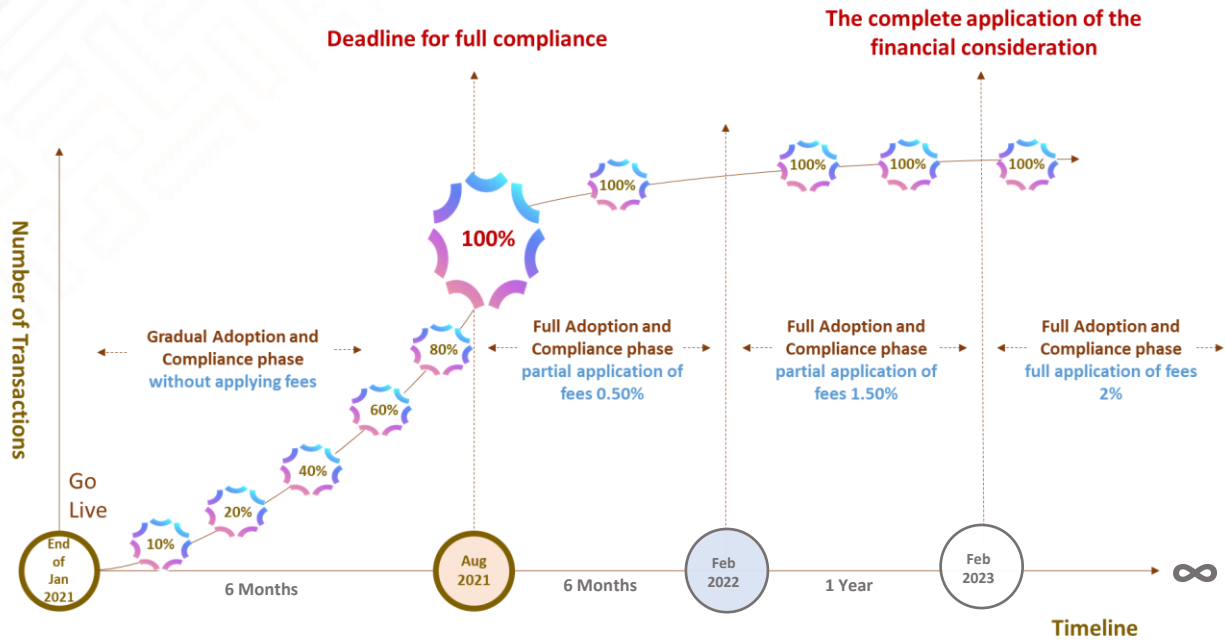 Deadline for full compliance
The complete application of the
financial consideration
Number of Transactions
100%
100%
100%
100%
100%
Gradual Adoption and
Compliance phase
without applying fees
80%
Full Adoption and
Compliance phase
partial application of
fees 0.50%
Full Adoption and
Compliance phase
partial application of
fees 1.50%
Full Adoption and
Compliance phase
full application of fees
2%
60%
40%
20%
10%
Go
Live
End
of
Jan
2021
6 Months
Aug
2021
6 Months
Feb
2022
1 Year
Feb
2023
Timeline